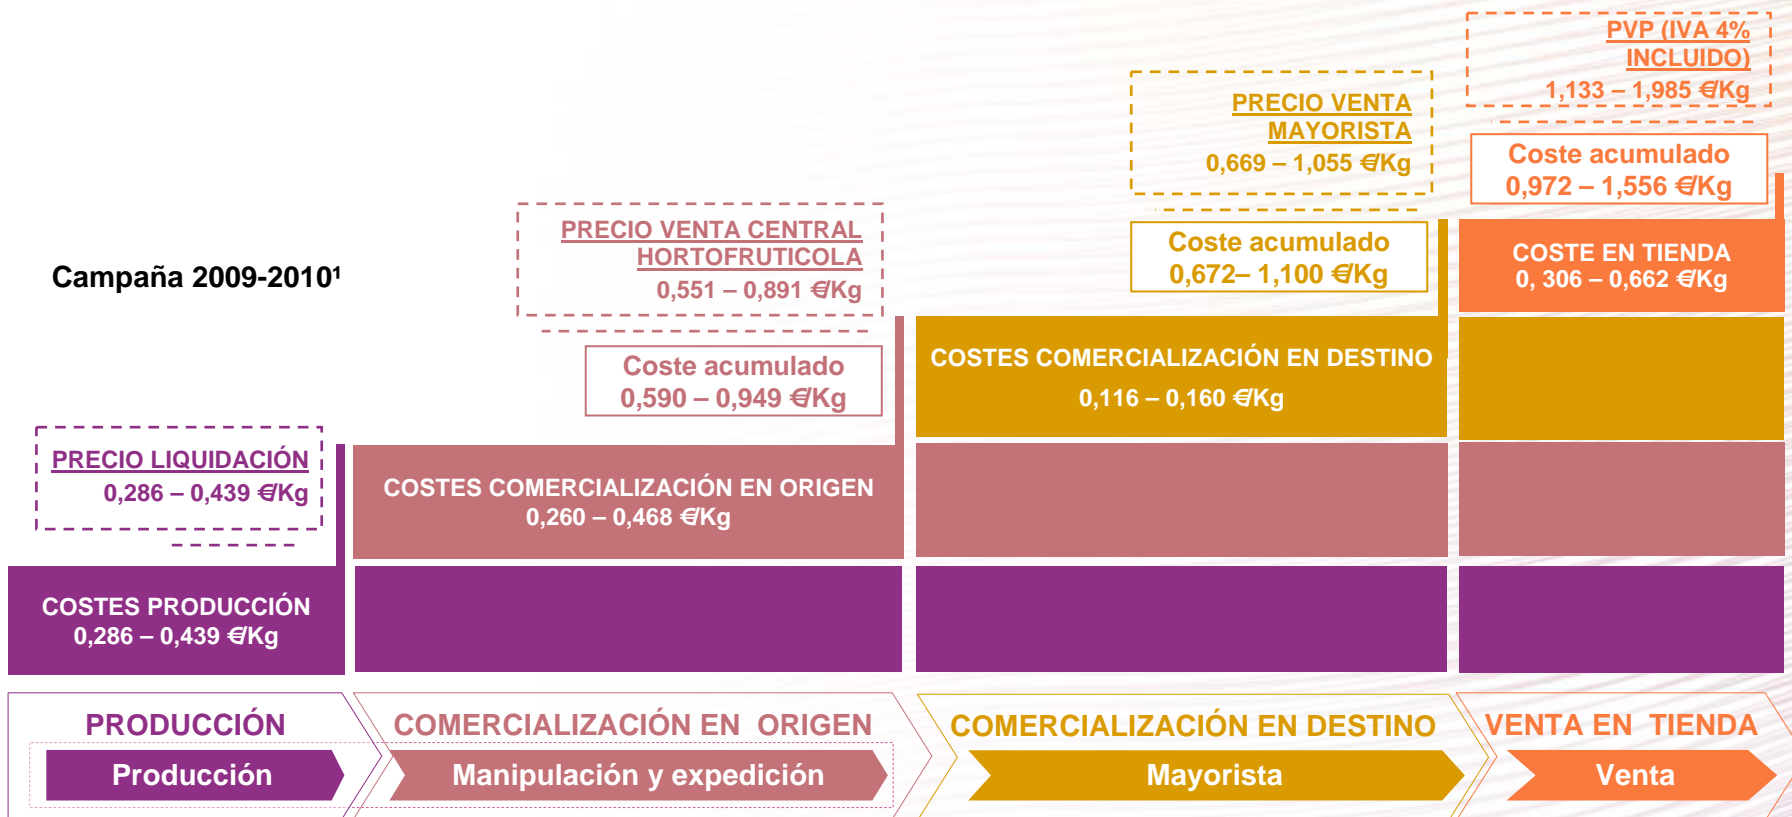 PVP (IVA 4%
INCLUIDO)
1,133 – 1,985 €/Kg
PRECIO VENTA
MAYORISTA
0,669 – 1,055 €/Kg
Coste acumulado
0,972 – 1,556 €/Kg
PRECIO VENTA CENTRAL
HORTOFRUTICOLA
0,551 – 0,891 €/Kg
Coste acumulado
0,672– 1,100 €/Kg
COSTE EN TIENDA
0, 306 – 0,662 €/Kg
Campaña 2009-2010¹
Coste acumulado
0,590 – 0,949 €/Kg
COSTES COMERCIALIZACIÓN EN DESTINO
0,116 – 0,160 €/Kg
PRECIO LIQUIDACIÓN
0,286 – 0,439 €/Kg
COSTES COMERCIALIZACIÓN EN ORIGEN
0,260 – 0,468 €/Kg
COSTES PRODUCCIÓN
0,286 – 0,439 €/Kg
PRODUCCIÓN
COMERCIALIZACIÓN EN ORIGEN
COMERCIALIZACIÓN EN DESTINO
VENTA EN TIENDA
Producción
Manipulación y expedición
Mayorista
Venta